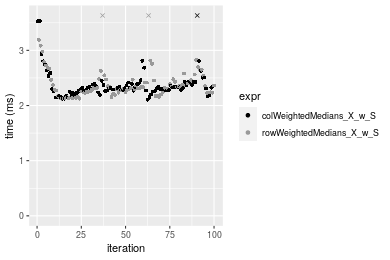 time (ms)
3
2
1
0
0
25
50
75
100
iteration
expr
colWeightedMedians_X_w_S
rowWeightedMedians_X_w_S